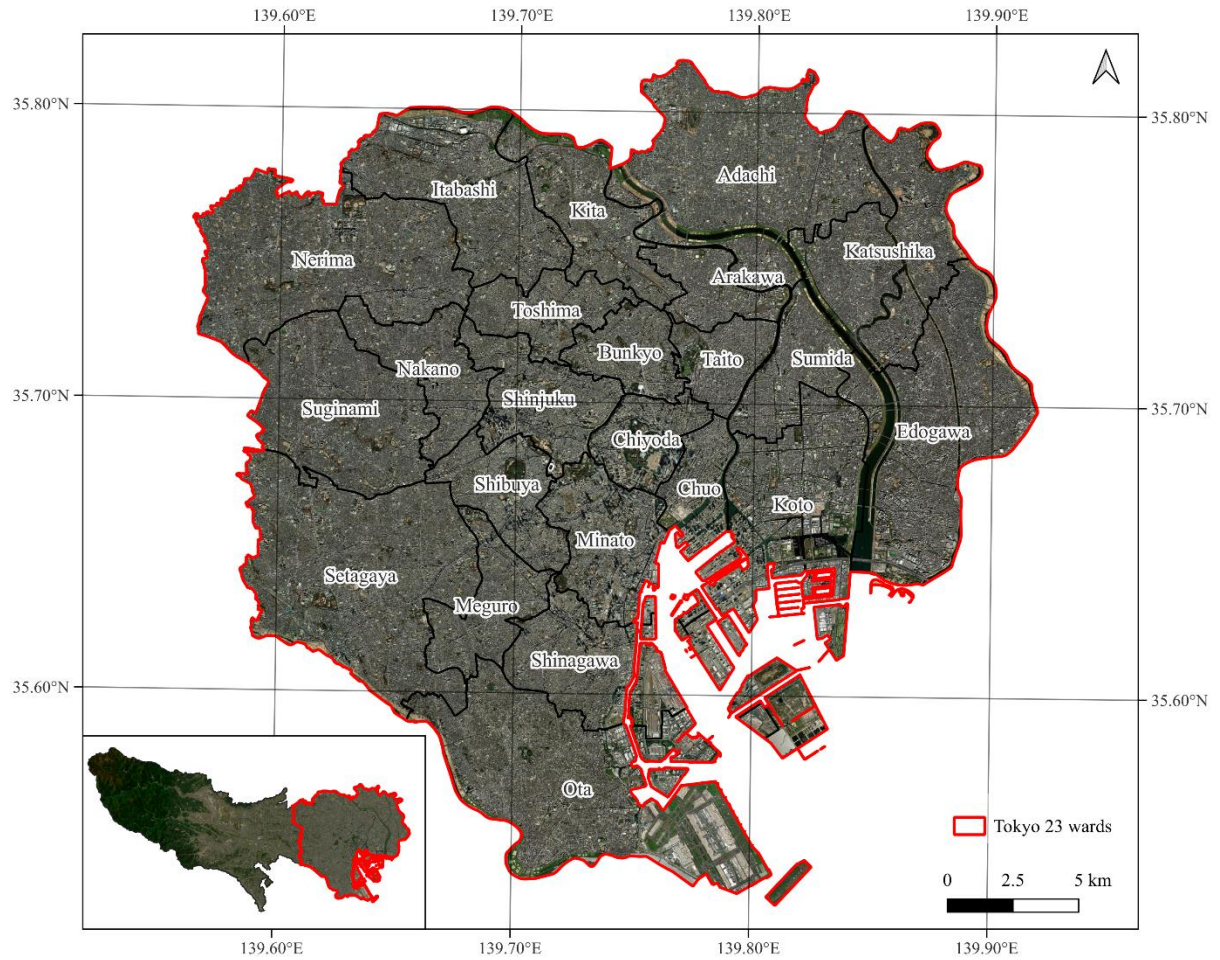 139.60°E 139.70°E 139.80°E 139.90°E
35.80°N
35.80°N
Adachi
Itabashi
Kita
Katsushika
Nerima
Arakawa
Toshima
Bunkyo
Taito
Sumida
Nakano
Shinjuku
Suginami
35.70°N
35.70°N
Edogawa
Chiyoda
Shibuya
Chuo
Koto
Minato
Setagaya
Meguro
Shinagawa
35.60°N
35.60°N
Ota
Tokyo 23 wards
0 2.5 5 km
139.60°E 139.70°E 139.80°E 139.90°E